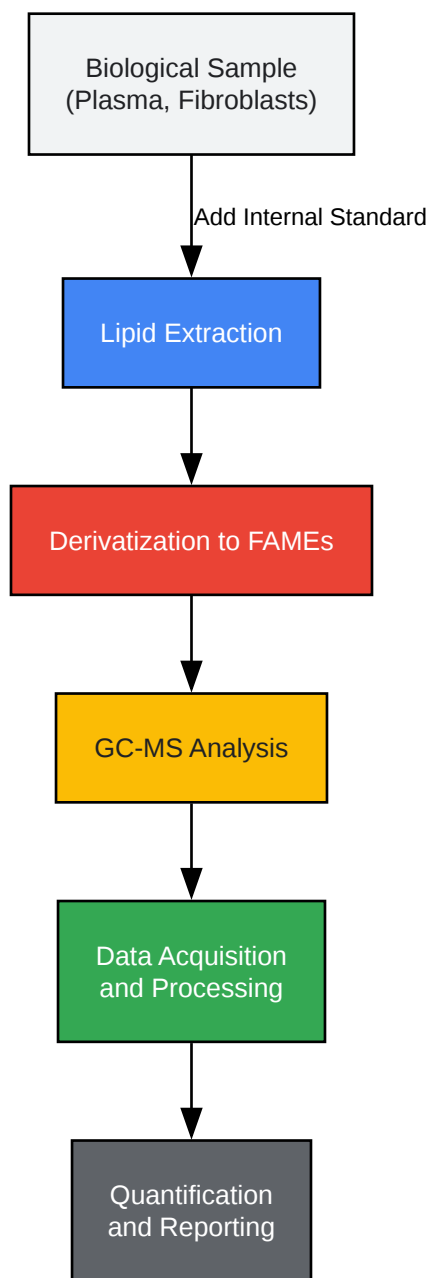 Biological Sample
(Plasma, Fibroblasts)
Add Internal Standard
Lipid Extraction
Derivatization to FAMEs
GC-MS Analysis
Data Acquisition
and Processing
Quantification
and Reporting